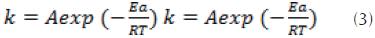 k = Aexp (−Ea/RT) k = Aexp (−Ea/RT) (3)